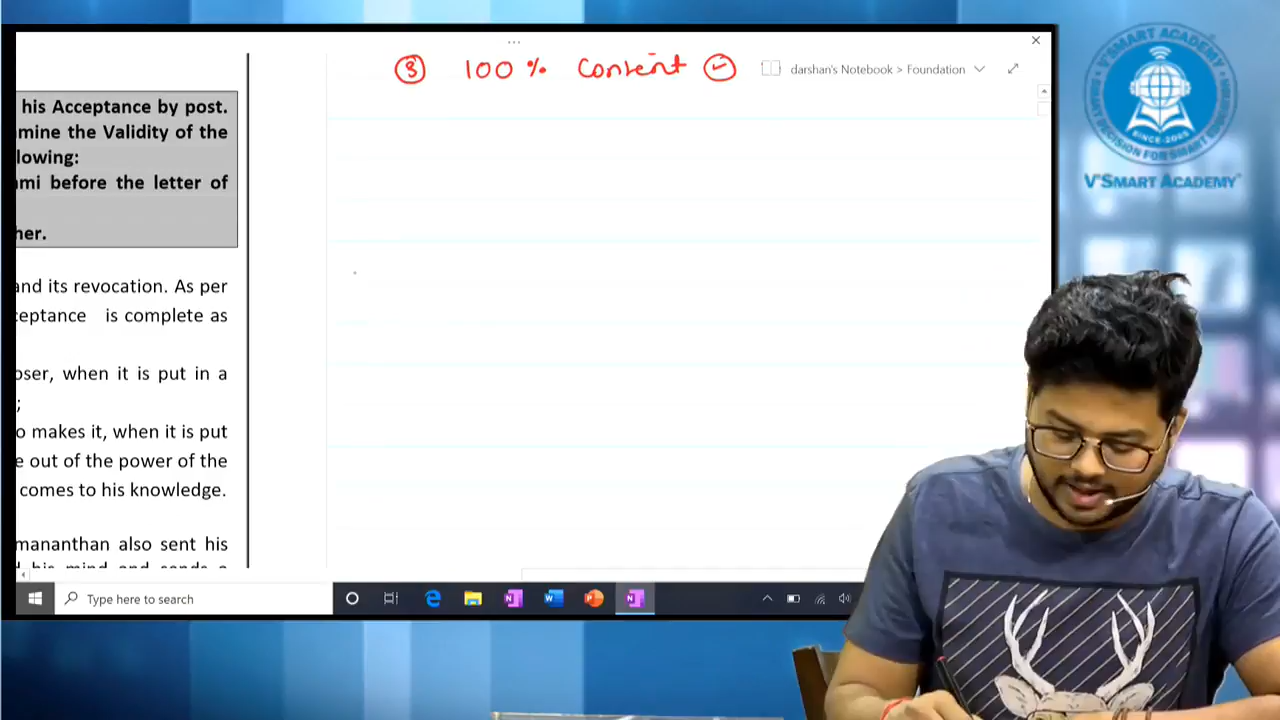 ③ 100% Content
darshan's Notebook > Foundation
his Acceptance by post.
mine the Validity of the
lowing:
mi before the letter of
her.
and its revocation. As per
ceptance is complete as
oser, when it is put in a
;
o makes it, when it is put
e out of the power of the
comes to his knowledge.
mananthan also sent his
Type here to search
V'SMART ACADEMY
SINCE-2005